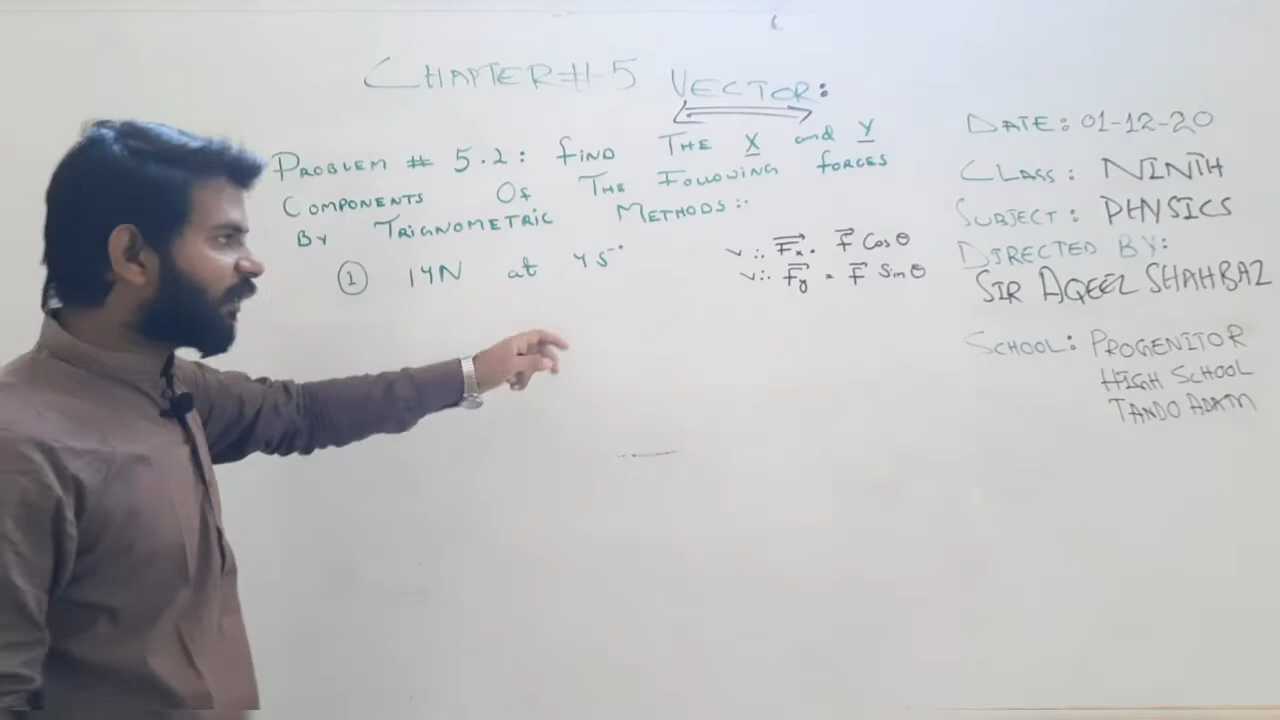 CHAPTER # 5 VECTOR:
PROBLEM # 5.2: FIND THE X and Y
COMPONENTS OF THE FOLLOWING FORCES
BY TRIGNOMETRIC METHODS:
① 14N at 45°
∵ Fx = F Cosθ
∵ Fy = F Sinθ
DATE: 01-12-20
CLASS: NINTH
SUBJECT: PHYSICS
DIRECTED BY:
SIR AQEEL SHAHBAZ
SCHOOL: PROGENITOR
HIGH SCHOOL
TANDO ADAM